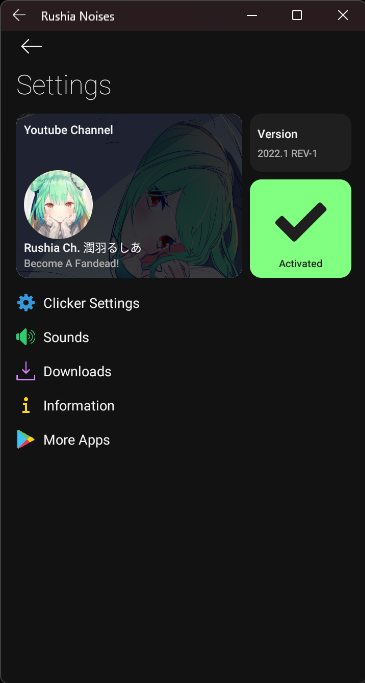 Rushia Noises
Settings
Youtube Channel
Rushia Ch. 潤羽るしあ
Become A Fandead!
Version
2022.1 REV-1
Activated
Clicker Settings
Sounds
Downloads
Information
More Apps